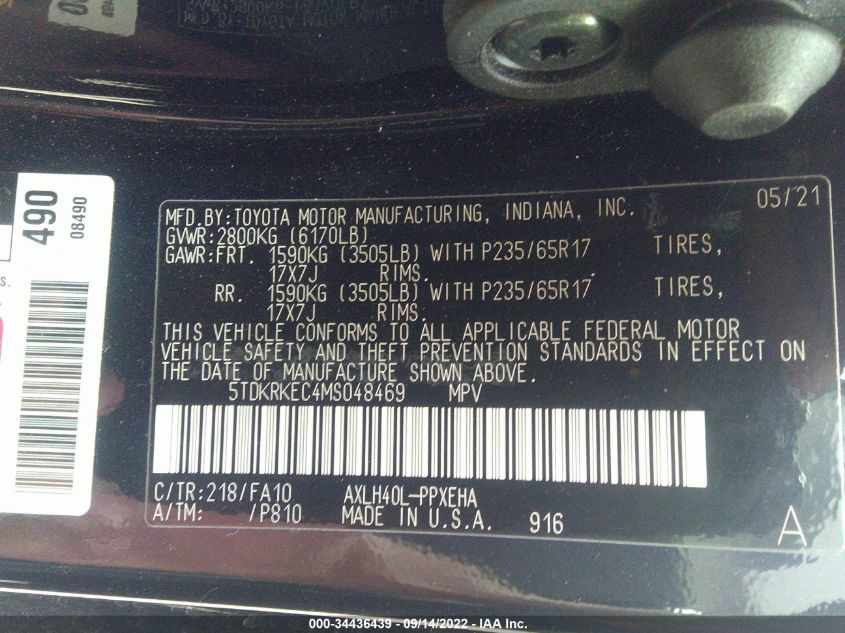 490
08490
S.
MFD.BY:TOYOTA MOTOR MANUFACTURING, INDIANA, INC. 05/21
GVWR:2800KG (6170LB)
GAWR:FRT. 1590KG (3505LB) WITH P235/65R17 TIRES,
17X7J RIMS.
RR. 1590KG (3505LB) WITH P235/65R17 TIRES,
17X7J RIMS.
THIS VEHICLE CONFORMS TO ALL APPLICABLE FEDERAL MOTOR
VEHICLE SAFETY AND THEFT PREVENTION STANDARDS IN EFFECT ON
THE DATE OF MANUFACTURE SHOWN ABOVE.
5TDKRKEC4MS048469 MPV
C/TR:218/FA10 AXLH40L-PPXEHA
A/TM: /P810 MADE IN U.S.A. 916 A
000-34436439 - 09/14/2022 - IAA Inc.